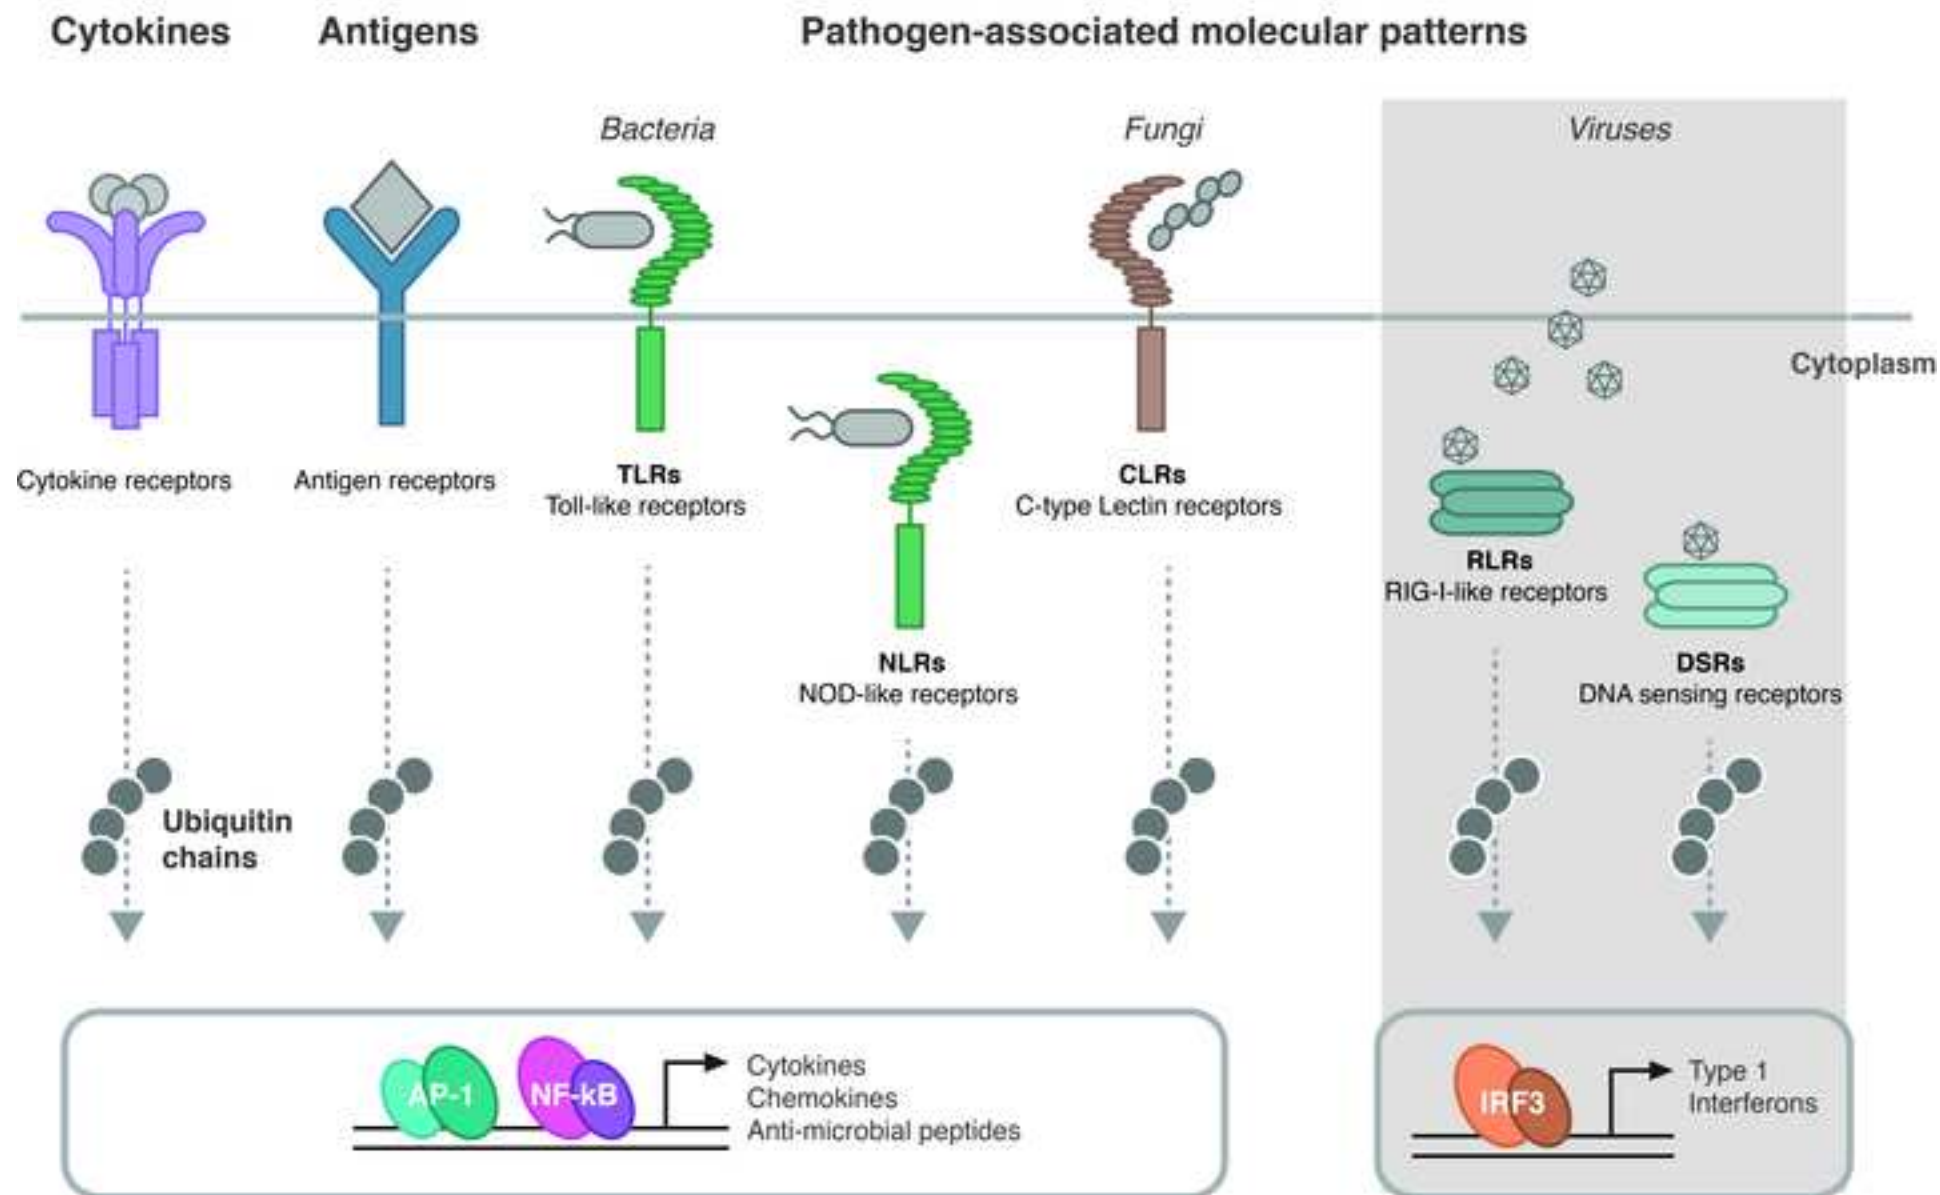 Cytokines
Antigens
Pathogen-associated molecular patterns
Bacteria
Fungi
Viruses
Cytoplasm
Cytokine receptors
Antigen receptors
TLRs
Toll-like receptors
NLRs
NOD-like receptors
CLRs
C-type Lectin receptors
RLRs
RIG-I-like receptors
DSRs
DNA sensing receptors
Ubiquitin
chains
AP-1
NF-kB
Cytokines
Chemokines
Anti-microbial peptides
IRF3
Type 1
Interferons